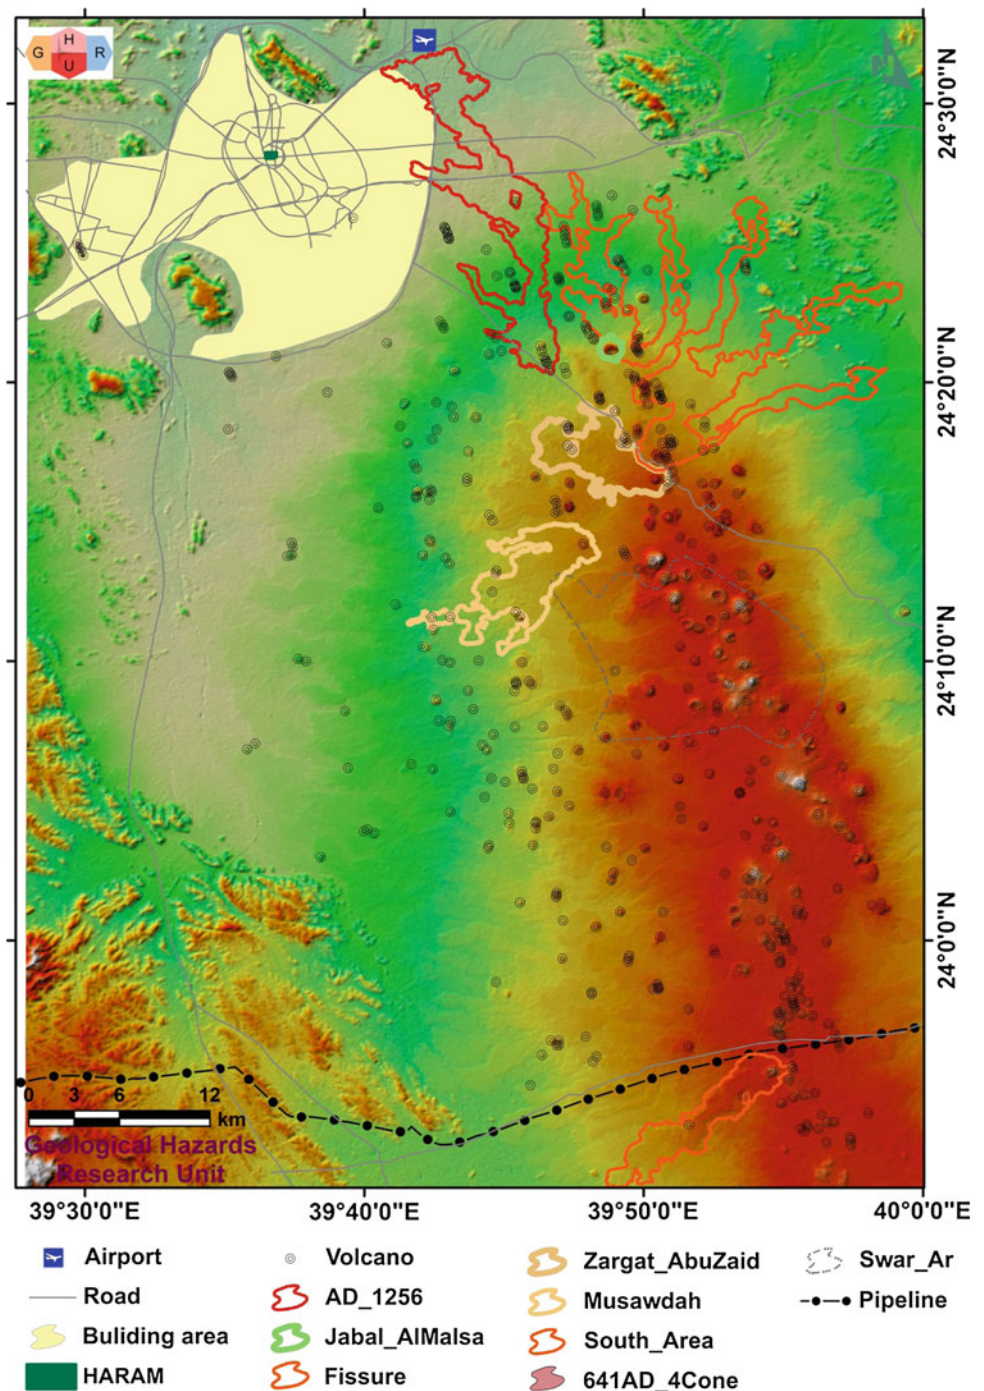 H
G R
U
24°30'0"N
24°20'0"N
24°10'0"N
24°0'0"N
0 3 6 12
km
Geological Hazards
Research Unit
39°30'0"E 39°40'0"E 39°50'0"E 40°0'0"E
Airport Volcano Zargat_AbuZaid Swar_Ar
Road AD_1256 Musawdah Pipeline
Buliding area Jabal_AlMalsa South_Area
HARAM Fissure 641AD_4Cone